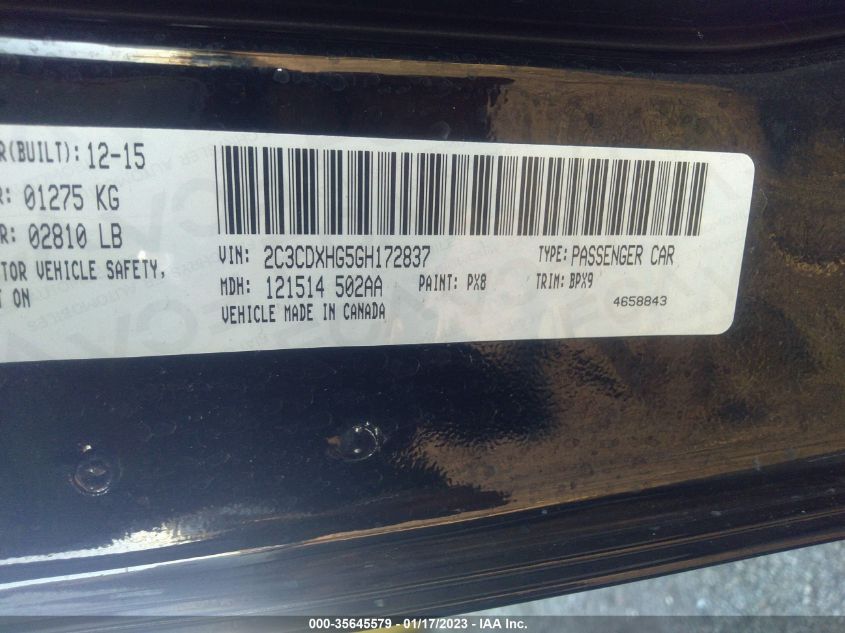 R(BUILT): 12-15
R: 01275 KG
R: 02810 LB
TOR VEHICLE SAFETY,
T ON
VIN: 2C3CDXHG5GH172837 TYPE: PASSENGER CAR
MDH: 121514 502AA PAINT: PX8 TRIM: BPX9
VEHICLE MADE IN CANADA 4658843
000-35645579 - 01/17/2023 - IAA Inc.